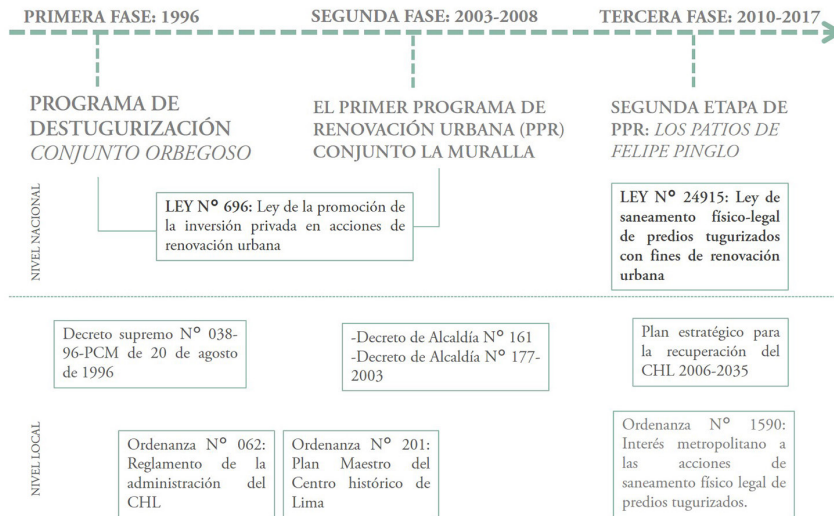 PRIMERA FASE: 1996
SEGUNDA FASE: 2003-2008
TERCERA FASE: 2010-2017
PROGRAMA DE
DESTUGURIZACIÓN
CONJUNTO ORBEGOSO
EL PRIMER PROGRAMA DE
RENOVACIÓN URBANA (PPR)
CONJUNTO LA MURALLA
SEGUNDA ETAPA DE
PPR: LOS PATIOS DE
FELIPE PINGLO
NIVEL NACIONAL
LEY N° 696: Ley de la promoción de
la inversión privada en acciones de
renovación urbana
LEY N° 24915: Ley de
saneamento físico-legal
de predios tugurizados
con fines de renovación
urbana
NIVEL LOCAL
Decreto supremo N° 038-
96-PCM de 20 de agosto
de 1996
-Decreto de Alcaldía N° 161
-Decreto de Alcaldía N° 177-
2003
Plan estratégico para
la recuperación del
CHL 2006-2035
Ordenanza N° 062:
Reglamento de la
administración del
CHL
Ordenanza N° 201:
Plan Maestro del
Centro histórico de
Lima
Ordenanza N° 1590:
Interés metropolitano a
las acciones de
saneamento físico legal de
predios tugurizados.